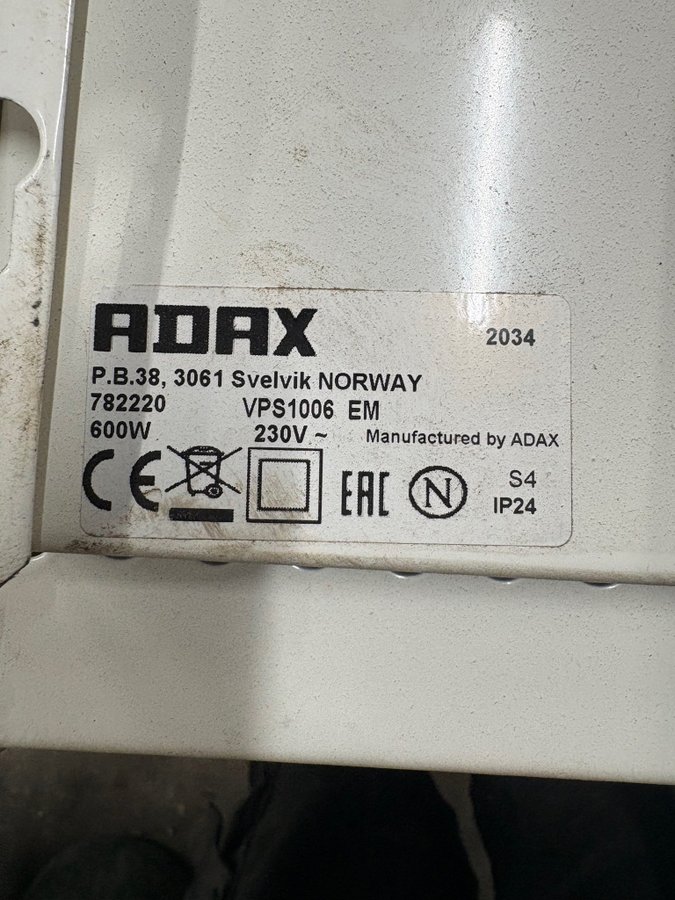 ADAX 2034
P.B.38, 3061 Svelvik NORWAY
782220 VPS1006 EM
600W 230V ~ Manufactured by ADAX
CE EAC N S4
IP24